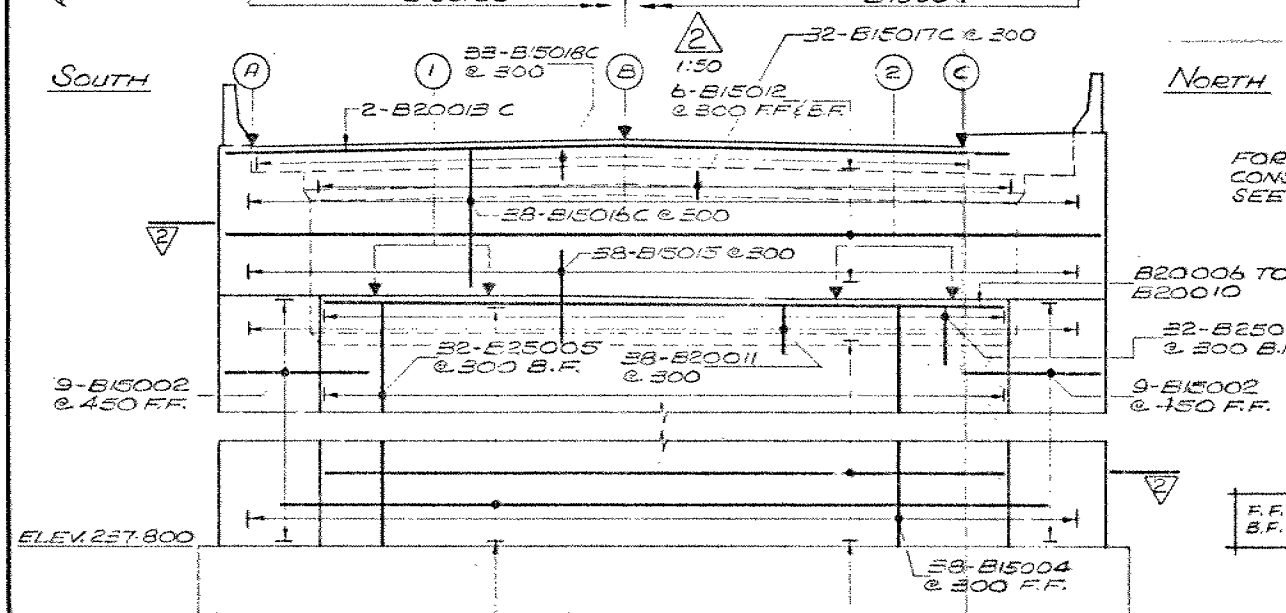 SOUTH
A
1
33-B15018C
@ 300
B
2
1:50
32-B15017C @ 300
2
C
NORTH
2-B20013 C
6-B15012
@ 300 F.F. & B.F.
FOR
CONS
SEE
38-B15016C @ 300
2
38-B15015 @ 300
B20006 TO
B20010
32-B25005
@ 300 B.F.
38-B20011
@ 300
32-B250
@ 300 B.
9-B15002
@ 450 F.F.
9-B15002
@ 450 F.F.
2
ELEV. 237.800
F.F.
B.F.
38-B15004
@ 300 F.F.